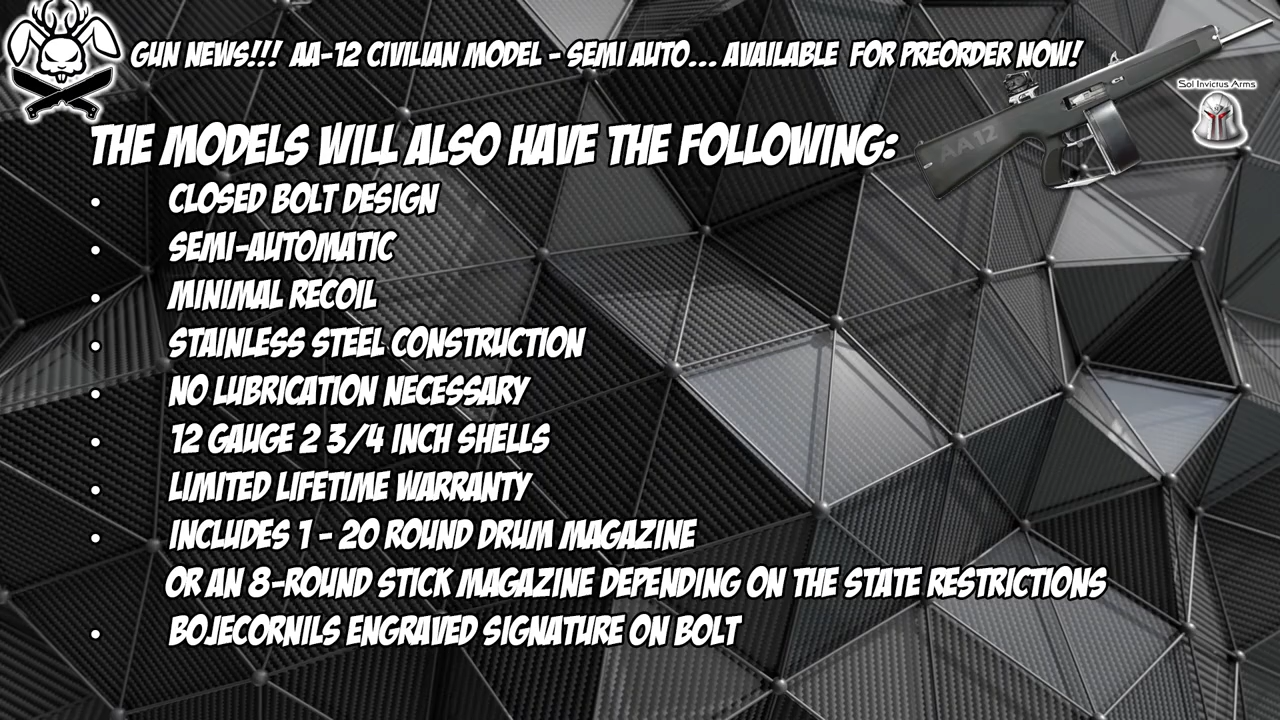 GUN NEWS!!! AA-12 CIVILIAN MODEL - SEMI AUTO... AVAILABLE FOR PREORDER NOW!
Sol Invictus Arms
AA12
THE MODELS WILL ALSO HAVE THE FOLLOWING:
• CLOSED BOLT DESIGN
• SEMI-AUTOMATIC
• MINIMAL RECOIL
• STAINLESS STEEL CONSTRUCTION
• NO LUBRICATION NECESSARY
• 12 GAUGE 2 3/4 INCH SHELLS
• LIMITED LIFETIME WARRANTY
• INCLUDES 1 - 20 ROUND DRUM MAGAZINE
OR AN 8-ROUND STICK MAGAZINE DEPENDING ON THE STATE RESTRICTIONS
• BOJECORNILS ENGRAVED SIGNATURE ON BOLT